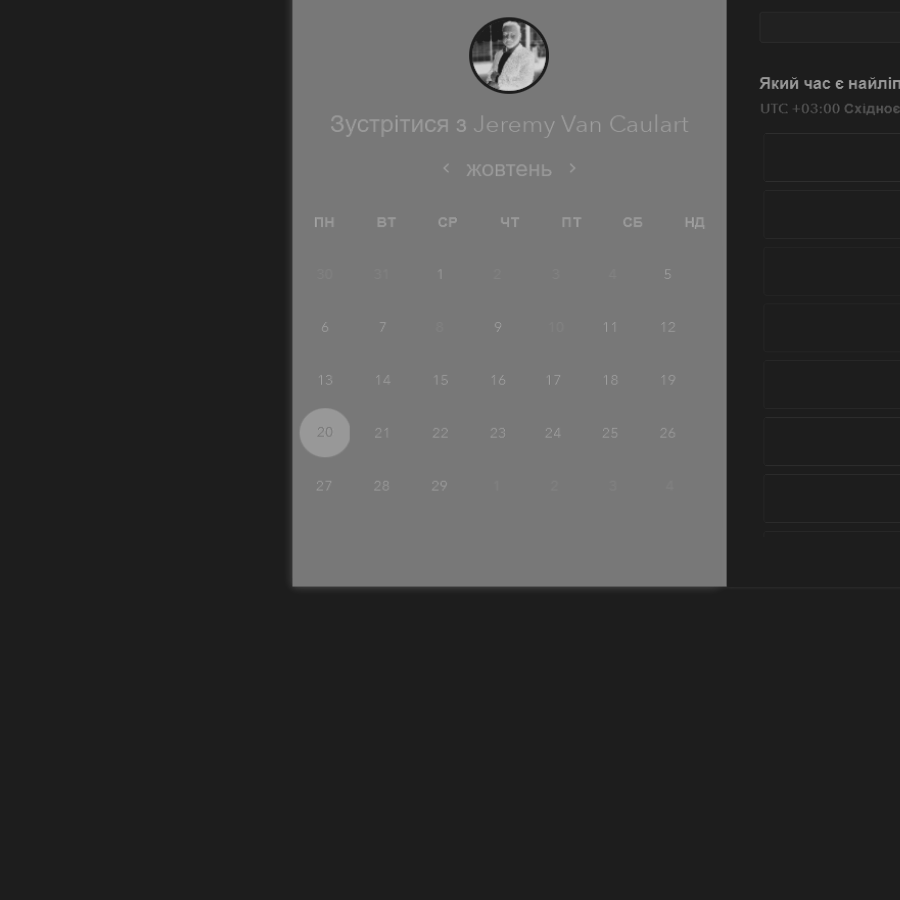 Зустрітися з Jeremy Van Caulart
жовтень
ПН ВТ СР ЧТ ПТ СБ НД
30 31 1 2 3 4 5
6 7 8 9 10 11 12
13 14 15 16 17 18 19
20 21 22 23 24 25 26
27 28 29 1 2 3 4
Який час є найліп
UTC +03:00 Східноє